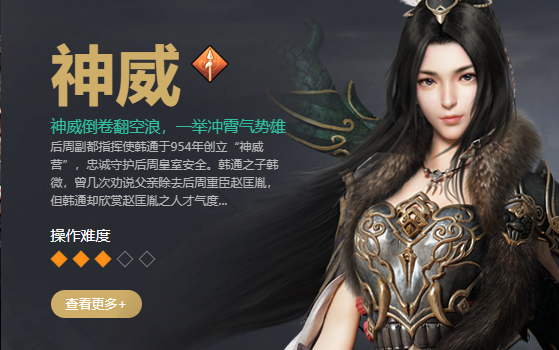 神威
神威倒卷翻空浪，一举冲霄气势雄
后周副都指挥使韩通于954年创立“神威
营”，忠诚守护后周皇室安全。韩通之子韩
微，曾几次劝说父亲除去后周重臣赵匡胤，
但韩通却欣赏赵匡胤之人才气度...
操作难度
查看更多+